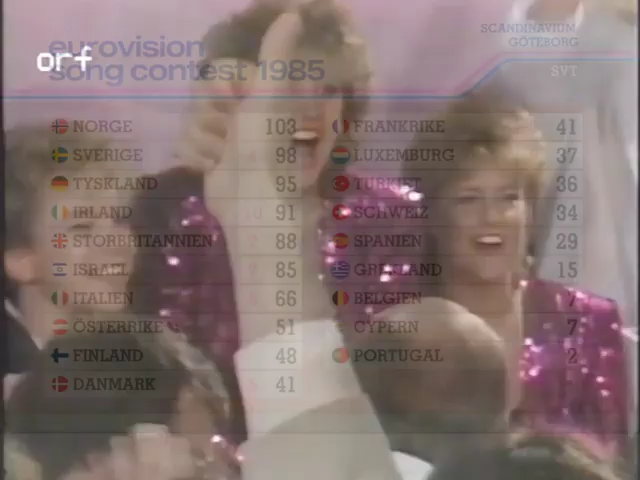 eurovision
song contest 1985
orf
SCANDINAVIUM
GÖTEBORG
SVT
NORGE 103
SVERIGE 98
TYSKLAND 95
IRLAND 10 91
STORBRITANNIEN 88
ISRAEL 85
ITALIEN 66
ÖSTERRIKE 51
FINLAND 48
DANMARK 41
FRANKRIKE 41
LUXEMBURG 37
TURKIET 36
SCHWEIZ 34
SPANIEN 29
GREKLAND 15
BELGIEN 7
CYPERN 7
PORTUGAL 2